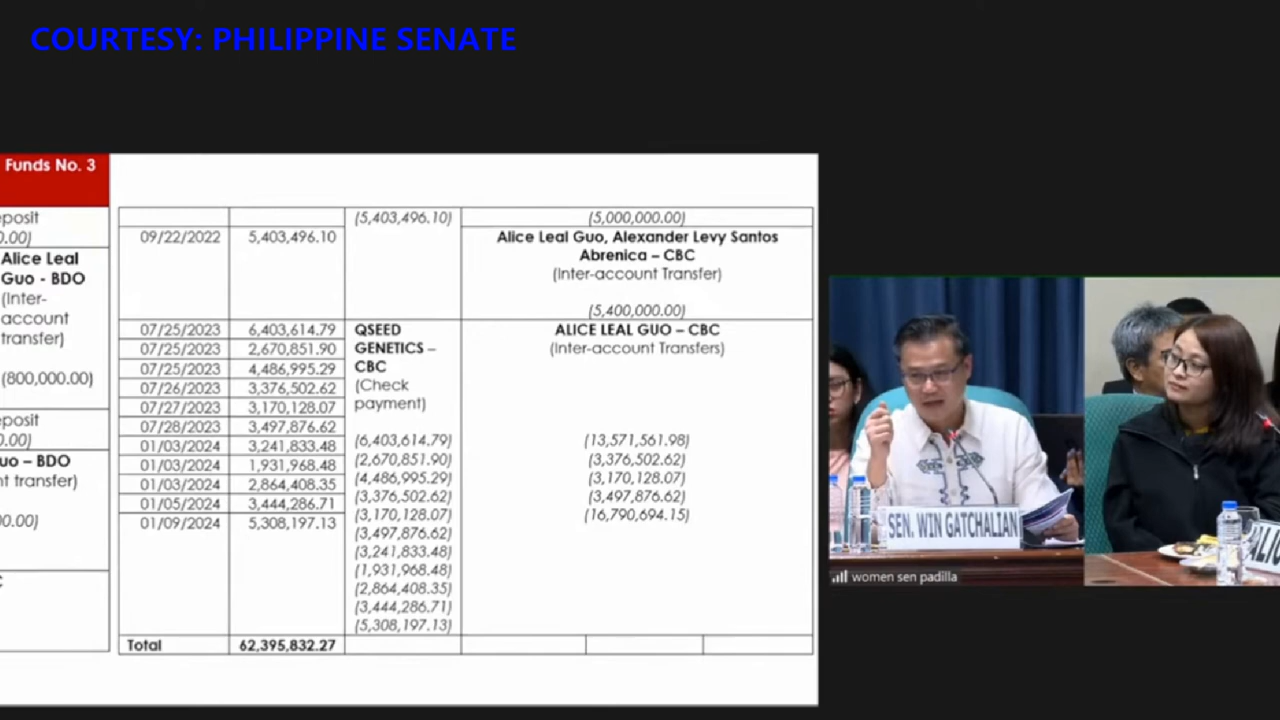 COURTESY: PHILIPPINE SENATE
Funds No. 3
eposit
0.00)
Alice Leal
Guo - BDO
(Inter-
account
transfer)
(800,000.00)
eposit
0.00)
uo – BDO
nt transfer)
00.00)
C
(5,403,496.10) (5,000,000.00)
09/22/2022 5,403,496.10 Alice Leal Guo, Alexander Levy Santos
Abrenica – CBC
(Inter-account Transfer)
(5,400,000.00)
07/25/2023 6,403,614.79 QSEED ALICE LEAL GUO – CBC
07/25/2023 2,670,851.90 GENETICS – (Inter-account Transfers)
07/25/2023 4,486,995.29 CBC
07/26/2023 3,376,502.62 (Check
07/27/2023 3,170,128.07 payment)
07/28/2023 3,497,876.62
01/03/2024 3,241,833.48 (6,403,614.79) (13,571,561.98)
01/03/2024 1,931,968.48 (2,670,851.90) (3,376,502.62)
01/03/2024 2,864,408.35 (4,486,995.29) (3,170,128.07)
01/05/2024 3,444,286.71 (3,376,502.62) (3,497,876.62)
01/09/2024 5,308,197.13 (3,170,128.07) (16,790,694.15)
(3,497,876.62)
(3,241,833.48)
(1,931,968.48)
(2,864,408.35)
(3,444,286.71)
(5,308,197.13)
Total 62,395,832.27
SEN. WIN GATCHALIAN
women sen padilla
ALIC